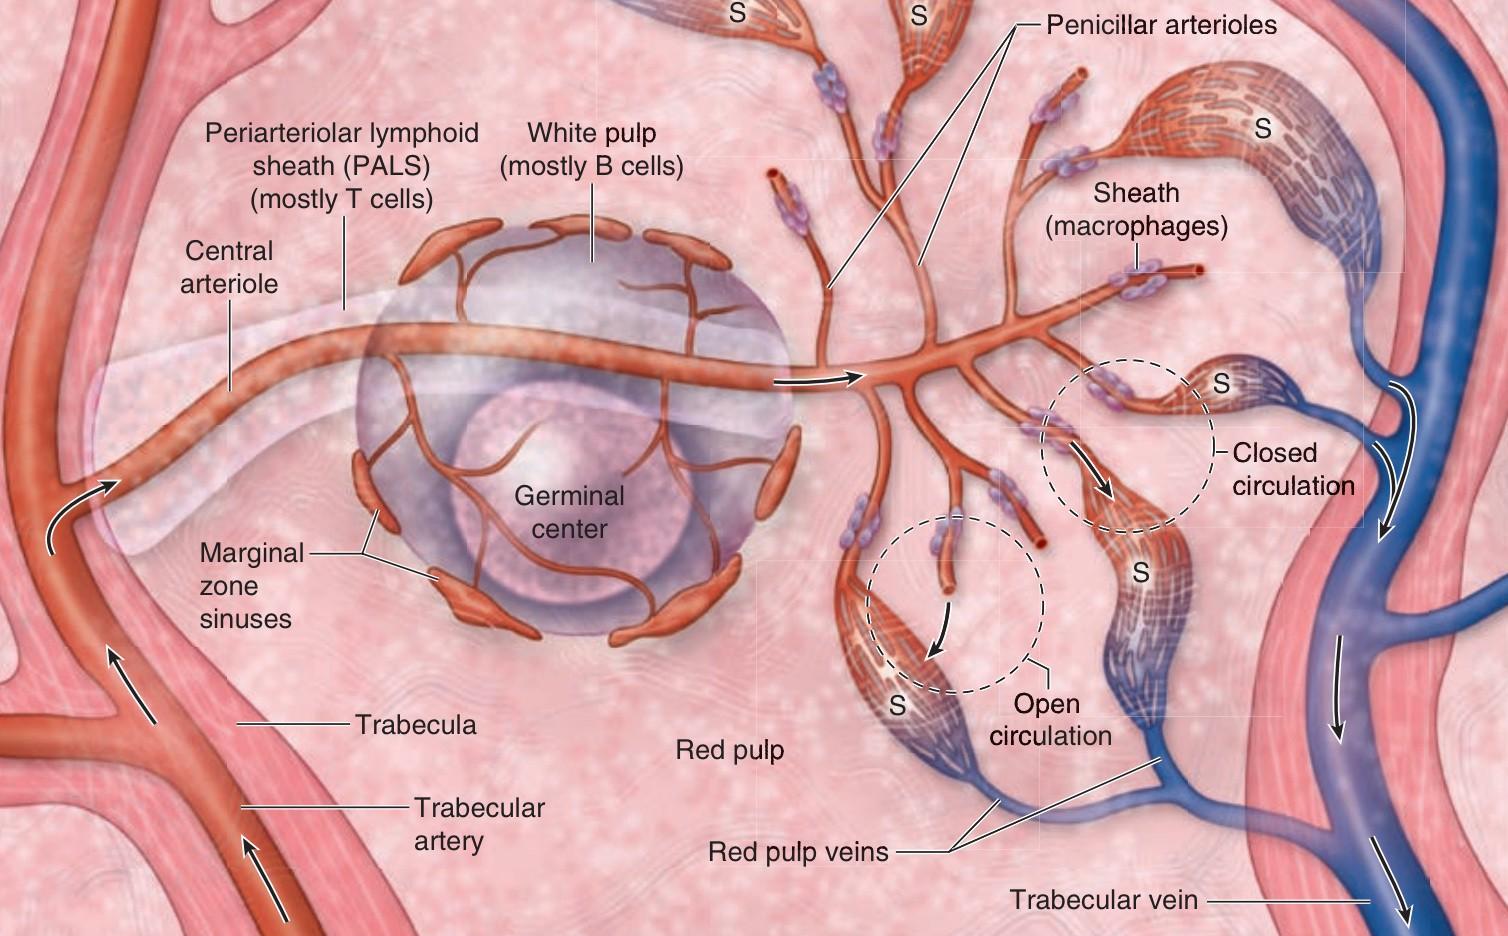 S
S
Penicillar arterioles
Periarteriolar lymphoid
sheath (PALS)
(mostly T cells)
White pulp
(mostly B cells)
S
Sheath
(macrophages)
Central
arteriole
S
Closed
circulation
Germinal
center
Marginal
zone
sinuses
S
S
Open
circulation
Trabecula
Red pulp
Trabecular
artery
Red pulp veins
Trabecular vein